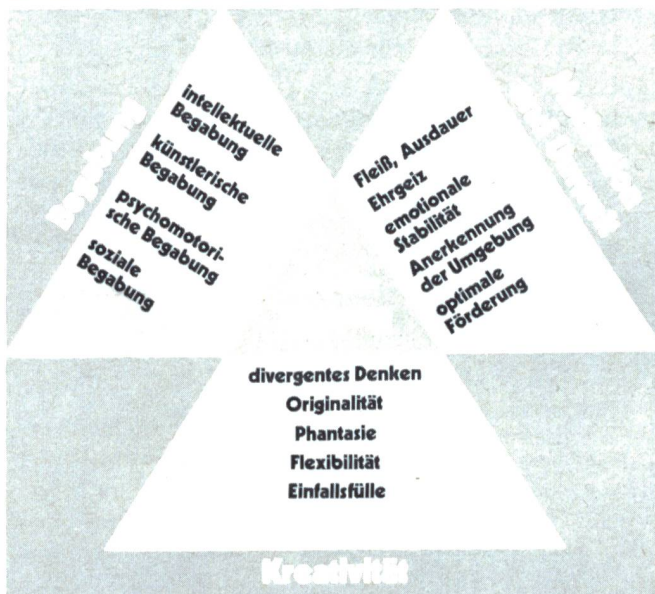 Begabung
intellektuelle
Begabung
künstlerische
Begabung
psychomotori-
sche Begabung
soziale
Begabung
Fleiß, Ausdauer
Ehrgeiz
emotionale
Stabilität
Anerkennung
der Umgebung
optimale
Förderung
divergentes Denken
Originalität
Phantasie
Flexibilität
Einfallsfülle
Kreativität